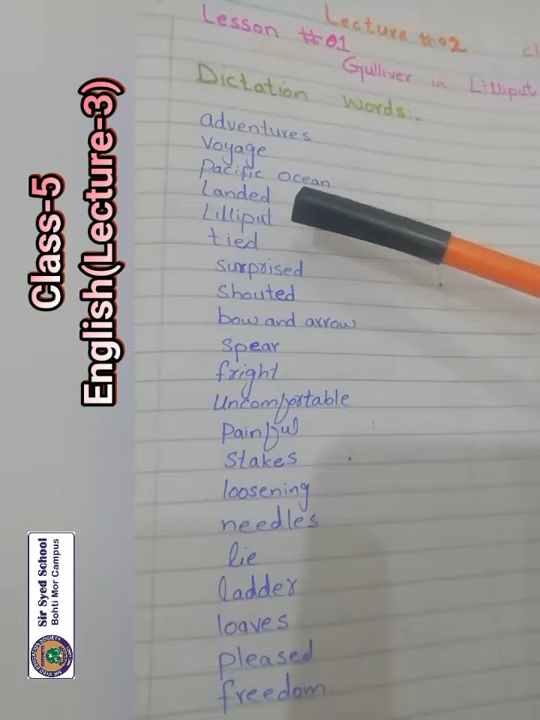 Lecture #02
Lesson #01
Gulliver in Lilliput
Dictation Words:-
adventures
Voyage
Pacific Ocean
Landed
Lilliput
tied
surprised
Shouted
bow and arrow
Spear
fright
Uncomfortable
Painful
Stakes
loosening
needles
lie
ladder
loaves
pleased
freedom
Class-5
English(Lecture-3)
Sir Syed School
Bohti Mor Campus